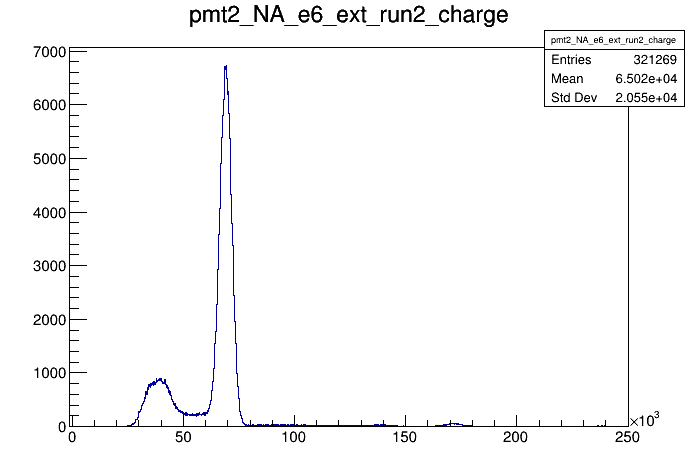 pmt2_NA_e6_ext_run2_charge
pmt2_NA_e6_ext_run2_charge
Entries 321269
Mean 6.502e+04
Std Dev 2.055e+04
7000
6000
5000
4000
3000
2000
1000
0
0 50 100 150 200 250
×10³